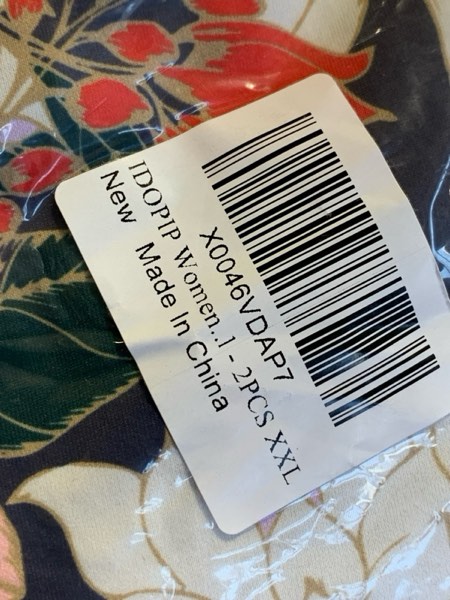 X0046VDAP7
IDOPIP Women..1 - 2PCS XXL
New Made In China